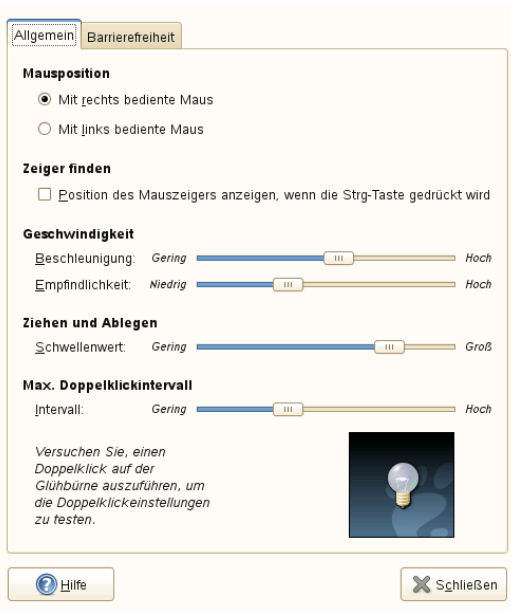 Allgemein Barrierefreiheit
Mausposition
Mit rechts bediente Maus
Mit links bediente Maus
Zeiger finden
Position des Mauszeigers anzeigen, wenn die Strg-Taste gedrückt wird
Geschwindigkeit
Beschleunigung: Gering Hoch
Empfindlichkeit: Niedrig Hoch
Ziehen und Ablegen
Schwellenwert: Gering Groß
Max. Doppelklickintervall
Intervall: Gering Hoch
Versuchen Sie, einen
Doppelklick auf der
Glühbürne auszuführen, um
die Doppelklickeinstellungen
zu testen.
Hilfe Schließen